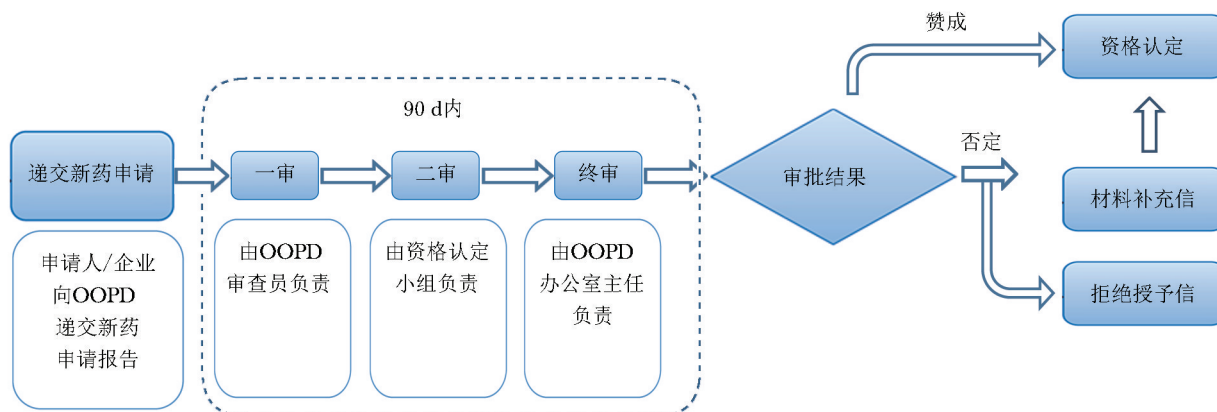 赞成
资格认定
90 d内
否定
递交新药申请
一审
二审
终审
审批结果
材料补充信
申请人/企业
向OOPD
递交新药
申请报告
由OOPD
审查员负责
由资格认定
小组负责
由OOPD
办公室主任
负责
拒绝授予信